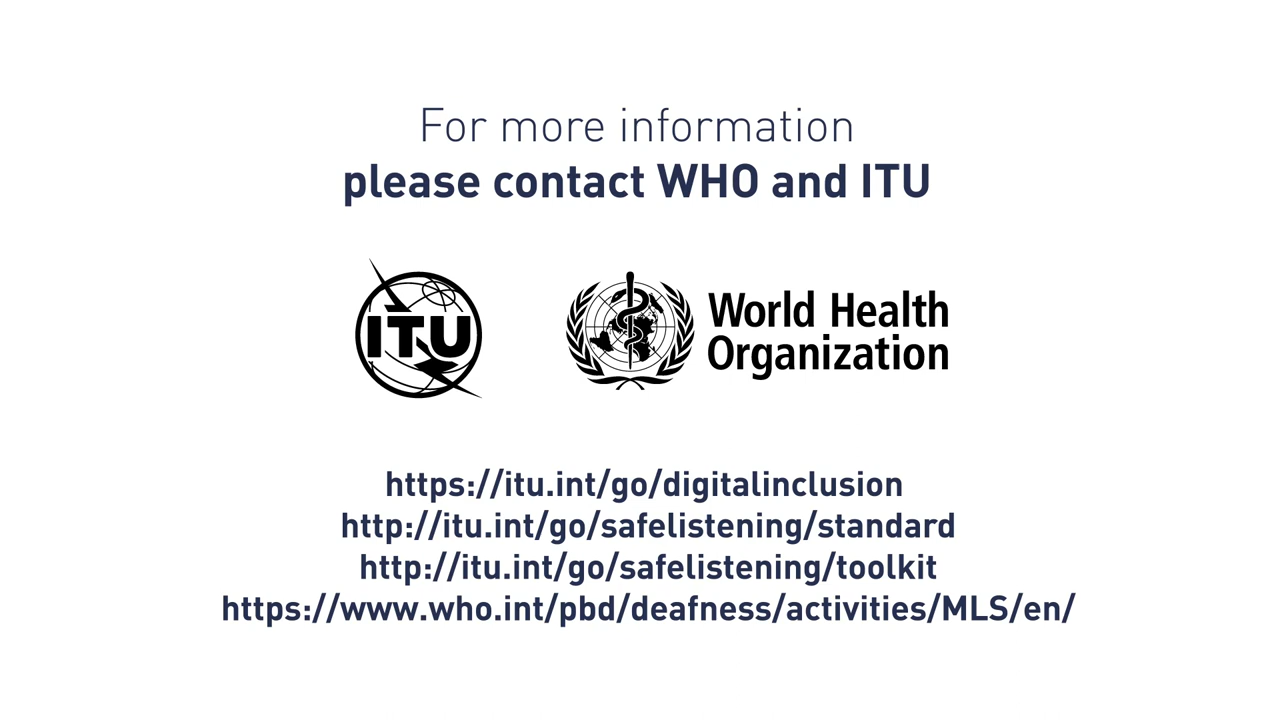 For more information
please contact WHO and ITU
ITU
World Health
Organization
https://itu.int/go/digitalinclusion
http://itu.int/go/safelistening/standard
http://itu.int/go/safelistening/toolkit
https://www.who.int/pbd/deafness/activities/MLS/en/